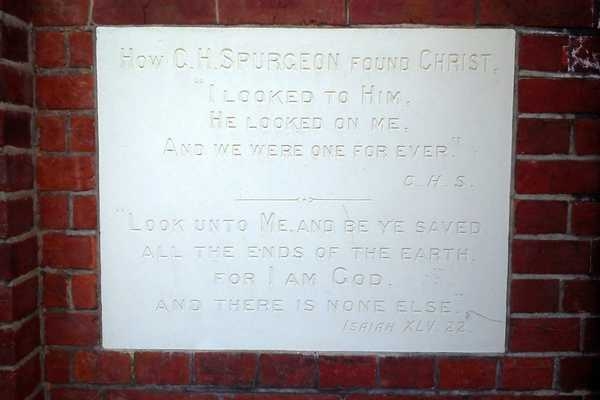 How C.H. Spurgeon found Christ.
"I looked to Him,
He looked on me,
And we were one for ever."
C.H.S.
"Look unto Me, and be ye saved
all the ends of the earth,
for I am God.
and there is none else."
Isaiah XLV. 22.